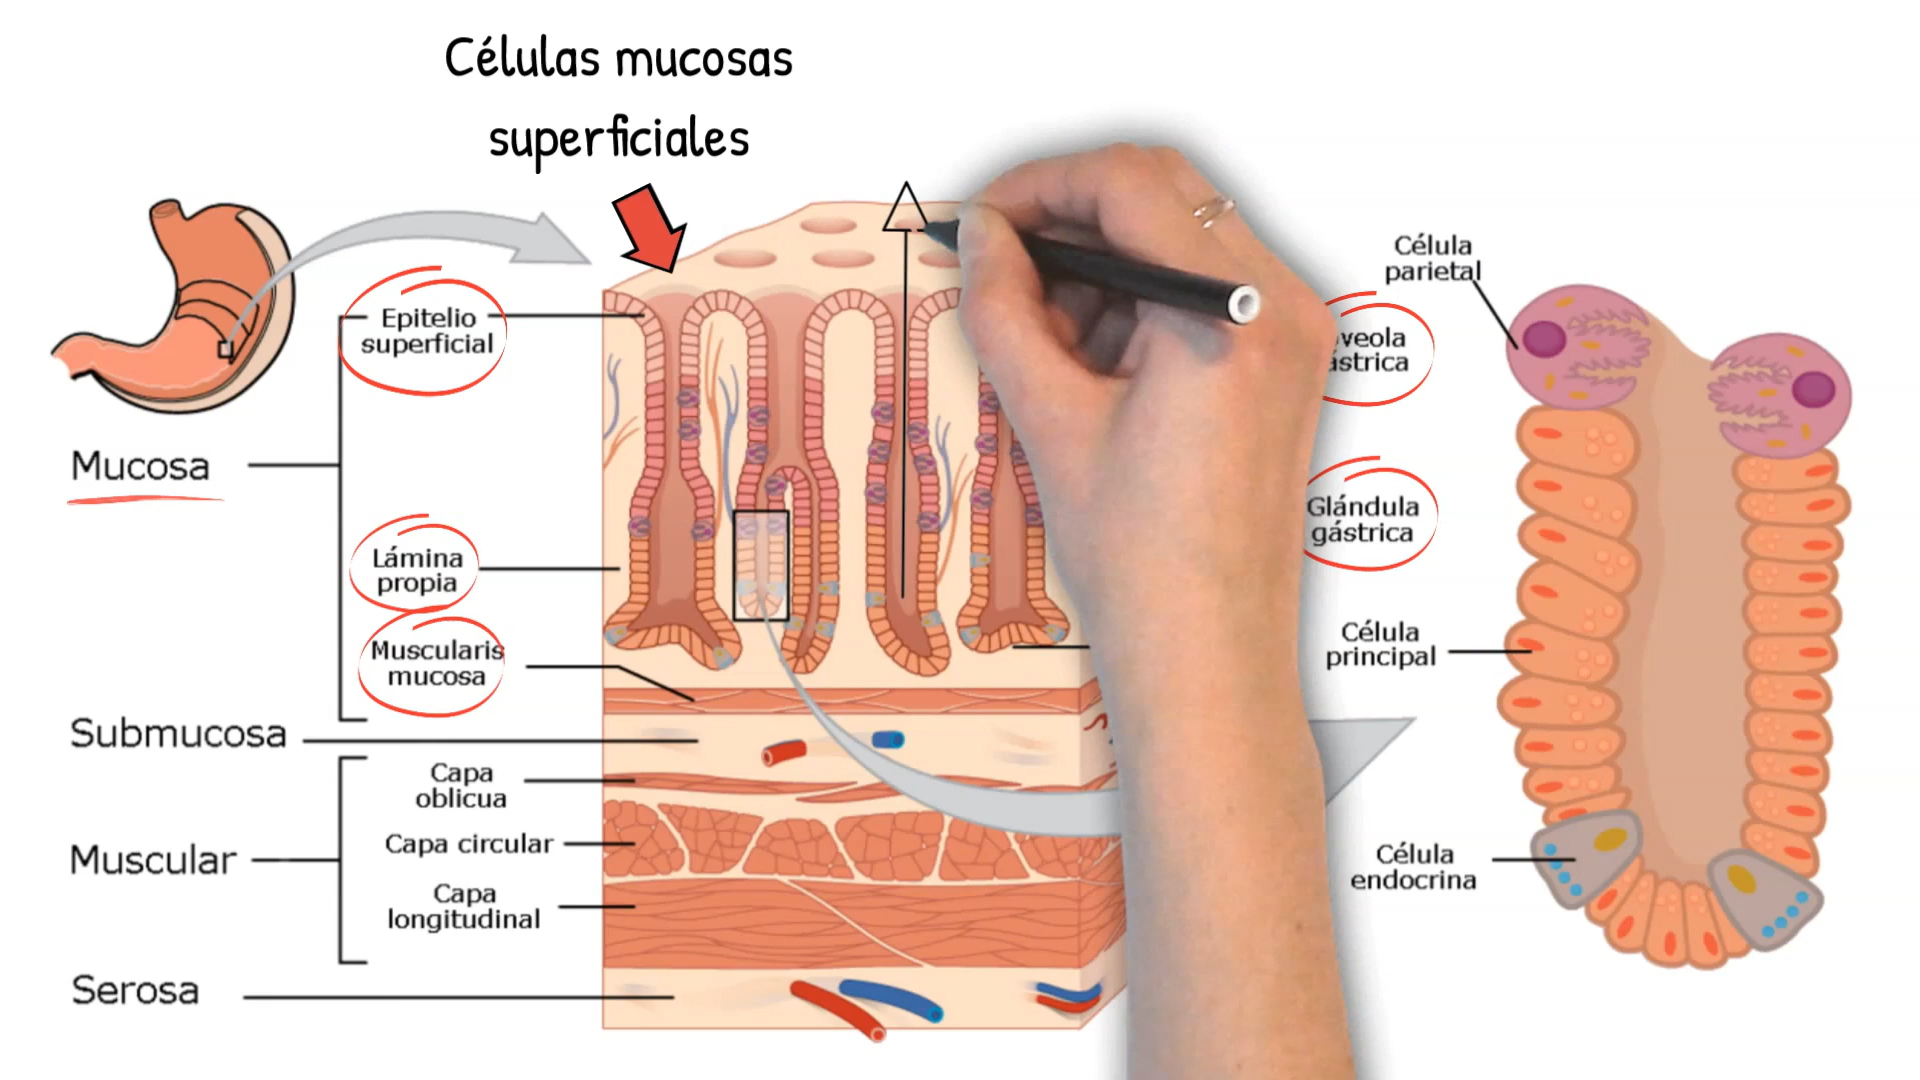 Células mucosas
superficiales
Epitelio
superficial
Mucosa
Lámina
propia
Muscularis
mucosa
Submucosa
Capa
oblicua
Muscular
Capa circular
Capa
longitudinal
Serosa
Glándula
gástrica
Célula
parietal
Célula
principal
Célula
endocrina